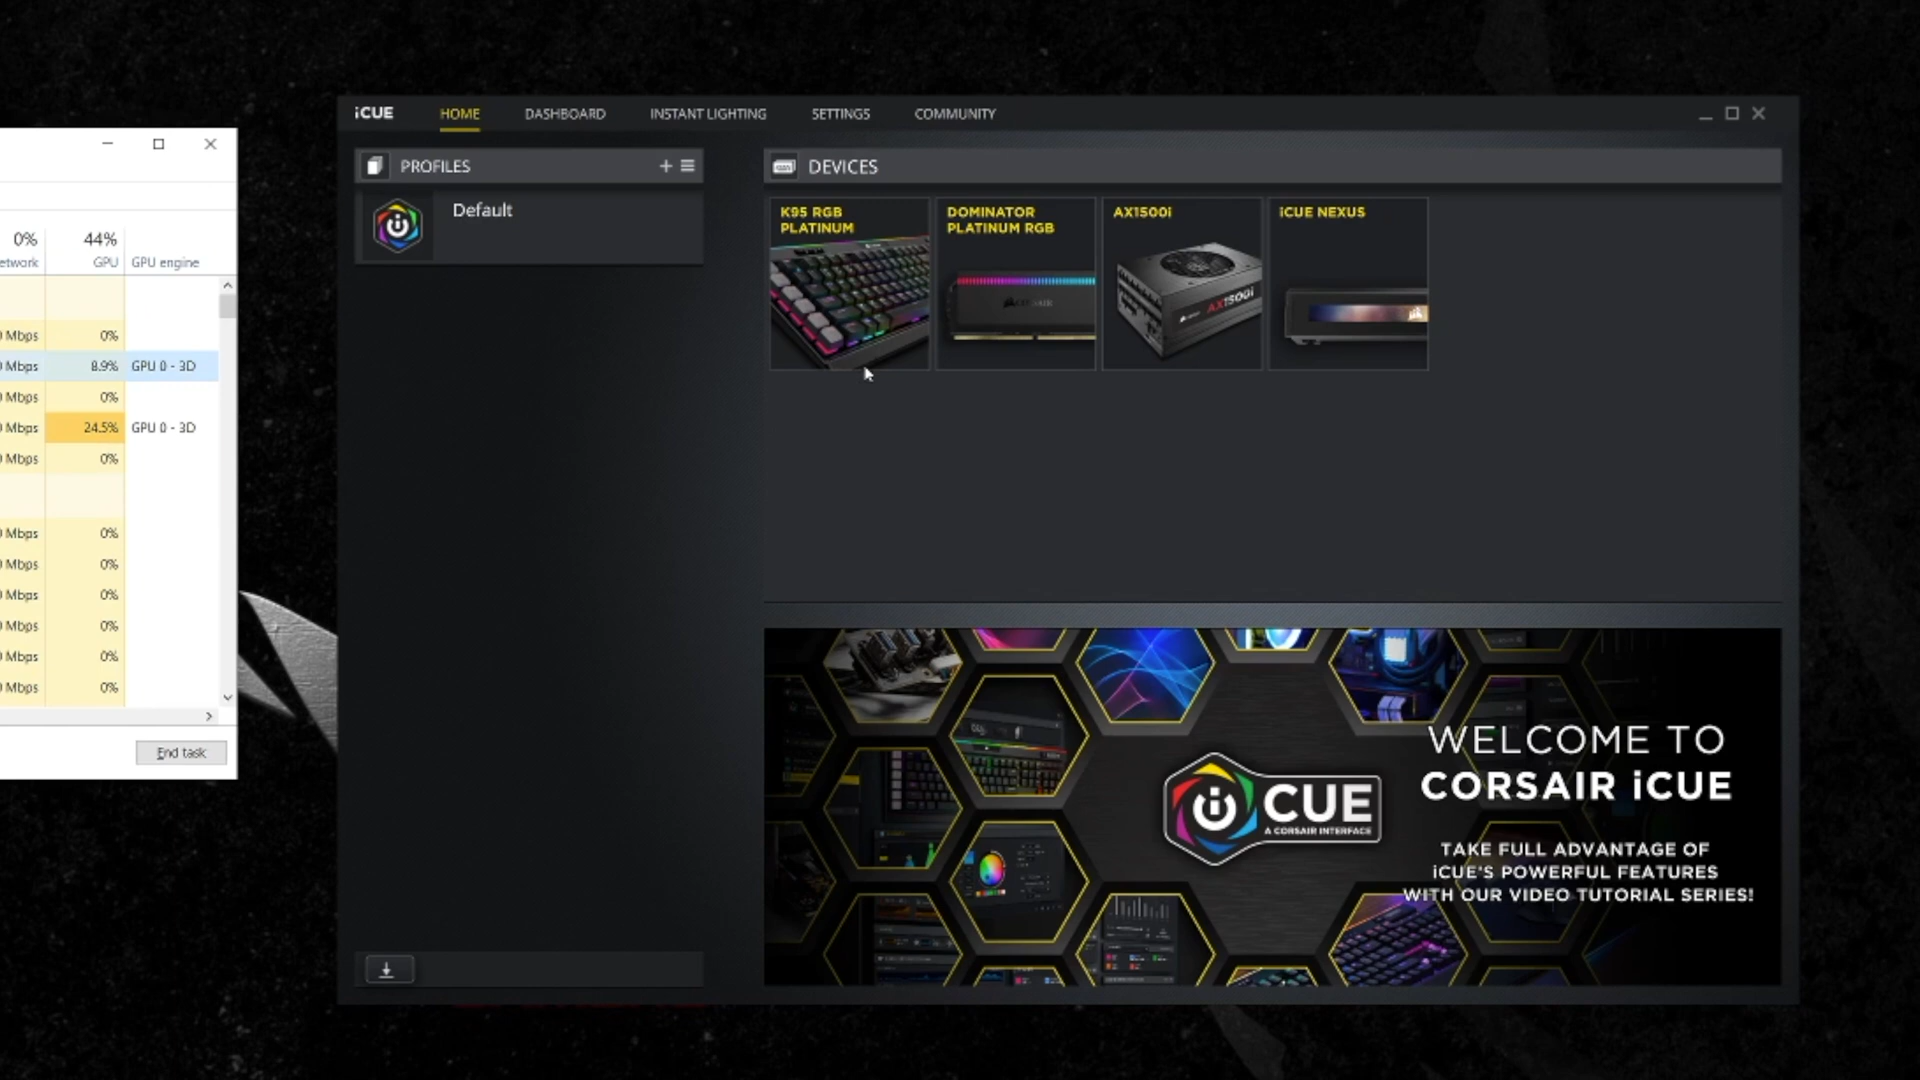 iCUE
HOME
DASHBOARD
INSTANT LIGHTING
SETTINGS
COMMUNITY
0%
44%
etwork
GPU
GPU engine
Mbps
0%
Mbps
8.9%
GPU 0 - 3D
Mbps
0%
Mbps
24.5%
GPU 0 - 3D
Mbps
0%
Mbps
0%
Mbps
0%
Mbps
0%
Mbps
0%
Mbps
0%
Mbps
0%
End task
PROFILES
Default
DEVICES
K95 RGB
PLATINUM
DOMINATOR
PLATINUM RGB
CORSAIR
AX1500i
AX1500i
iCUE NEXUS
CUE
A CORSAIR INTERFACE
WELCOME TO
CORSAIR iCUE
TAKE FULL ADVANTAGE OF
iCUE'S POWERFUL FEATURES
WITH OUR VIDEO TUTORIAL SERIES!